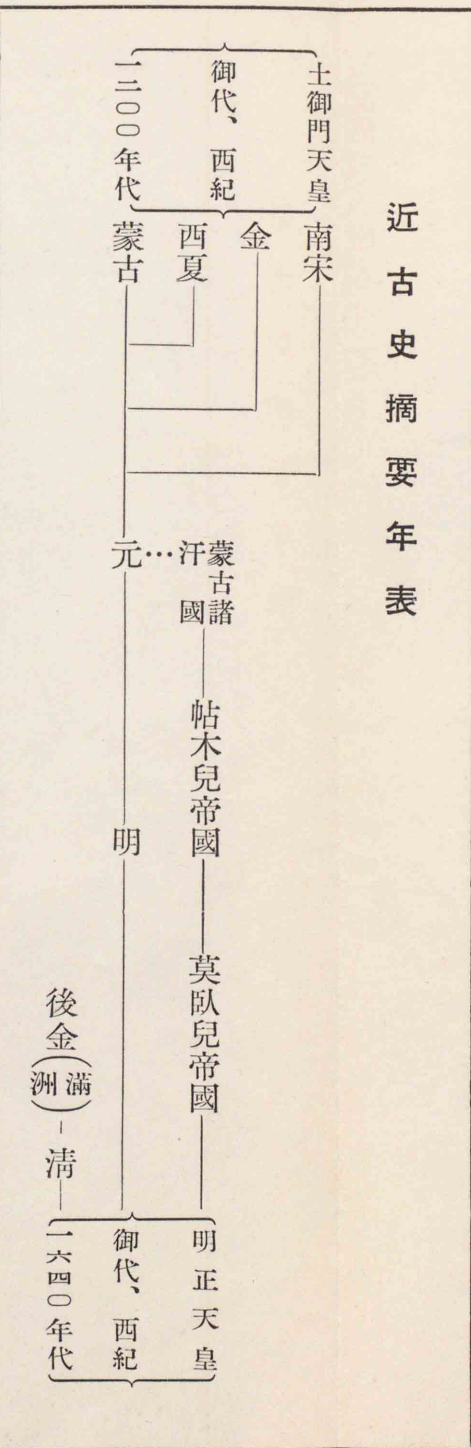 近古史摘要年表
土御門天皇
御代、西紀
一二〇〇年代
南宋
金
西夏
蒙古
蒙古諸
汗國
元
帖木兒帝國
明
莫臥兒帝國
後金(滿洲)
淸
明正天皇
御代、西紀
一六四〇年代